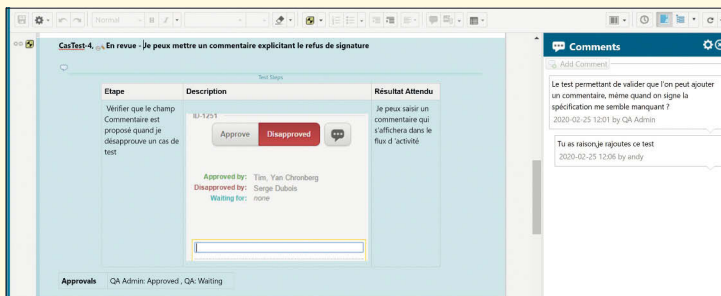 Normal
CasTest-4, En revue - Je peux mettre un commentaire explicitant le refus de signature
Test Steps
Etape Description Résultat Attendu
Vérifier que le champ
Commentaire est
proposé quand je
désapprouve un cas de
test
ID-1251
Approve Disapproved
Approved by: Tim, Yan Chronberg
Disapproved by: Serge Dubois
Waiting for: none
Je peux saisir un
commentaire qui
s'affichera dans le
flux d 'activité
Approvals QA Admin: Approved , QA: Waiting
Comments
Add Comment
Le test permettant de valider que l'on peut ajouter
un commentaire, même quand on signe la
spécification me semble manquant ?
2020-02-25 12:01 by QA Admin
Tu as raison,je rajoutes ce test
2020-02-25 12:06 by andy